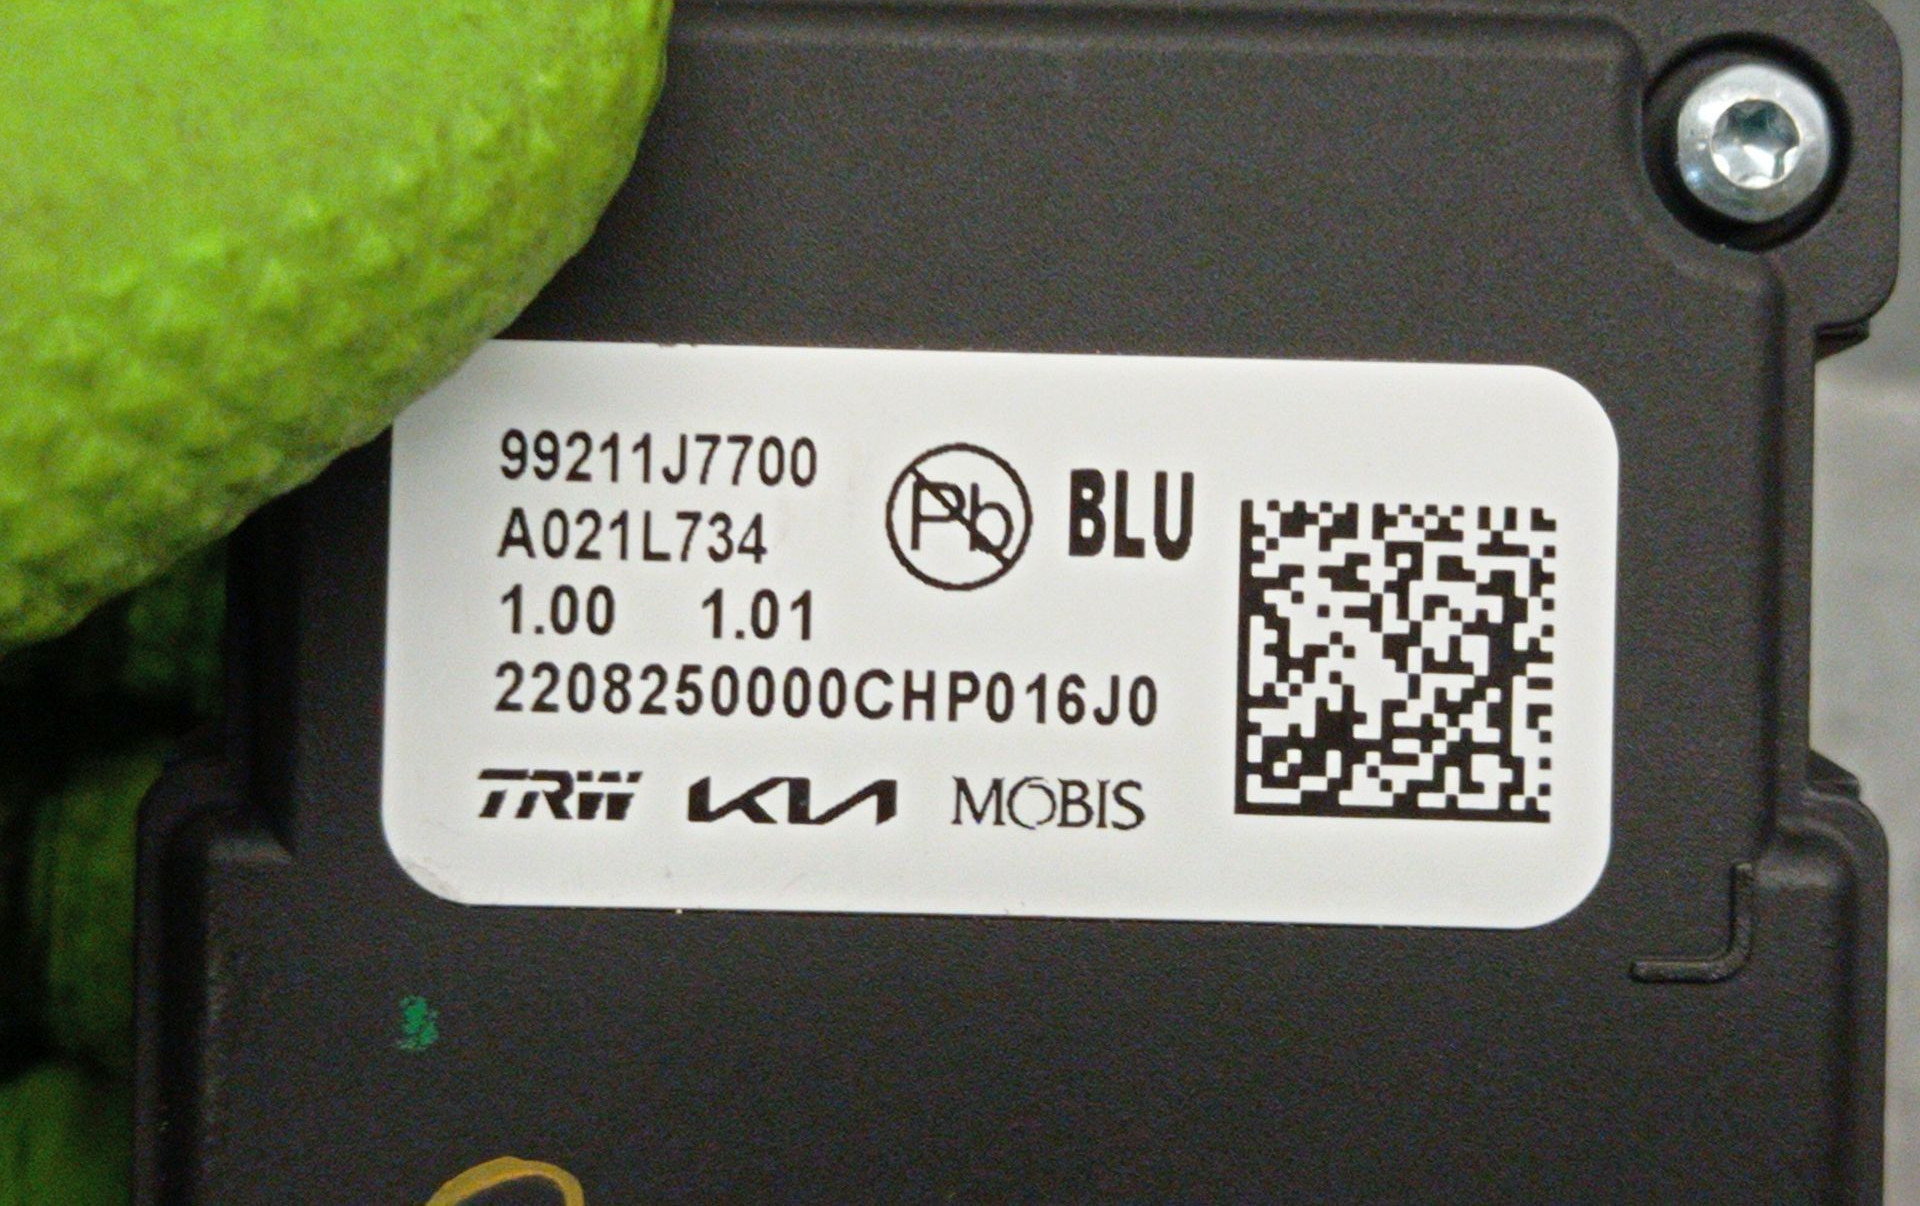 99211J7700
A021L734
Pb BLU
1.00 1.01
2208250000CHP016J0
TRW KIA MOBIS